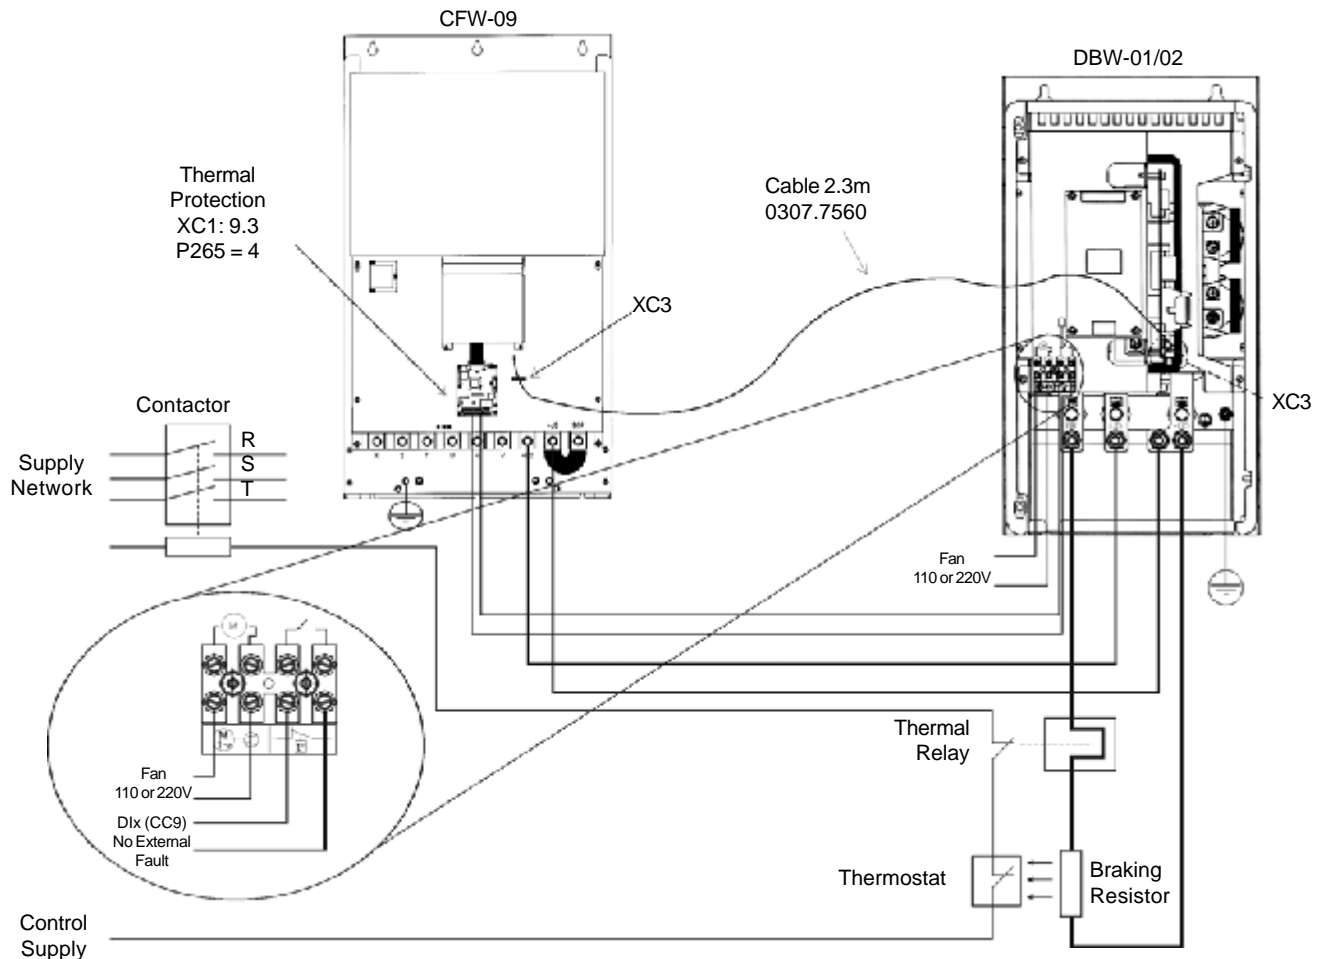 CFW-09
DBW-01/02
Thermal
Protection
XC1: 9.3
P265 = 4
Cable 2.3m
0307.7560
XC3
XC3
Contactor
R
S
T
Supply
Network
Fan
110 or 220V
Fan
110 or 220V
DIx (CC9)
No External
Fault
Thermal
Relay
Thermostat
Braking
Resistor
Control
Supply